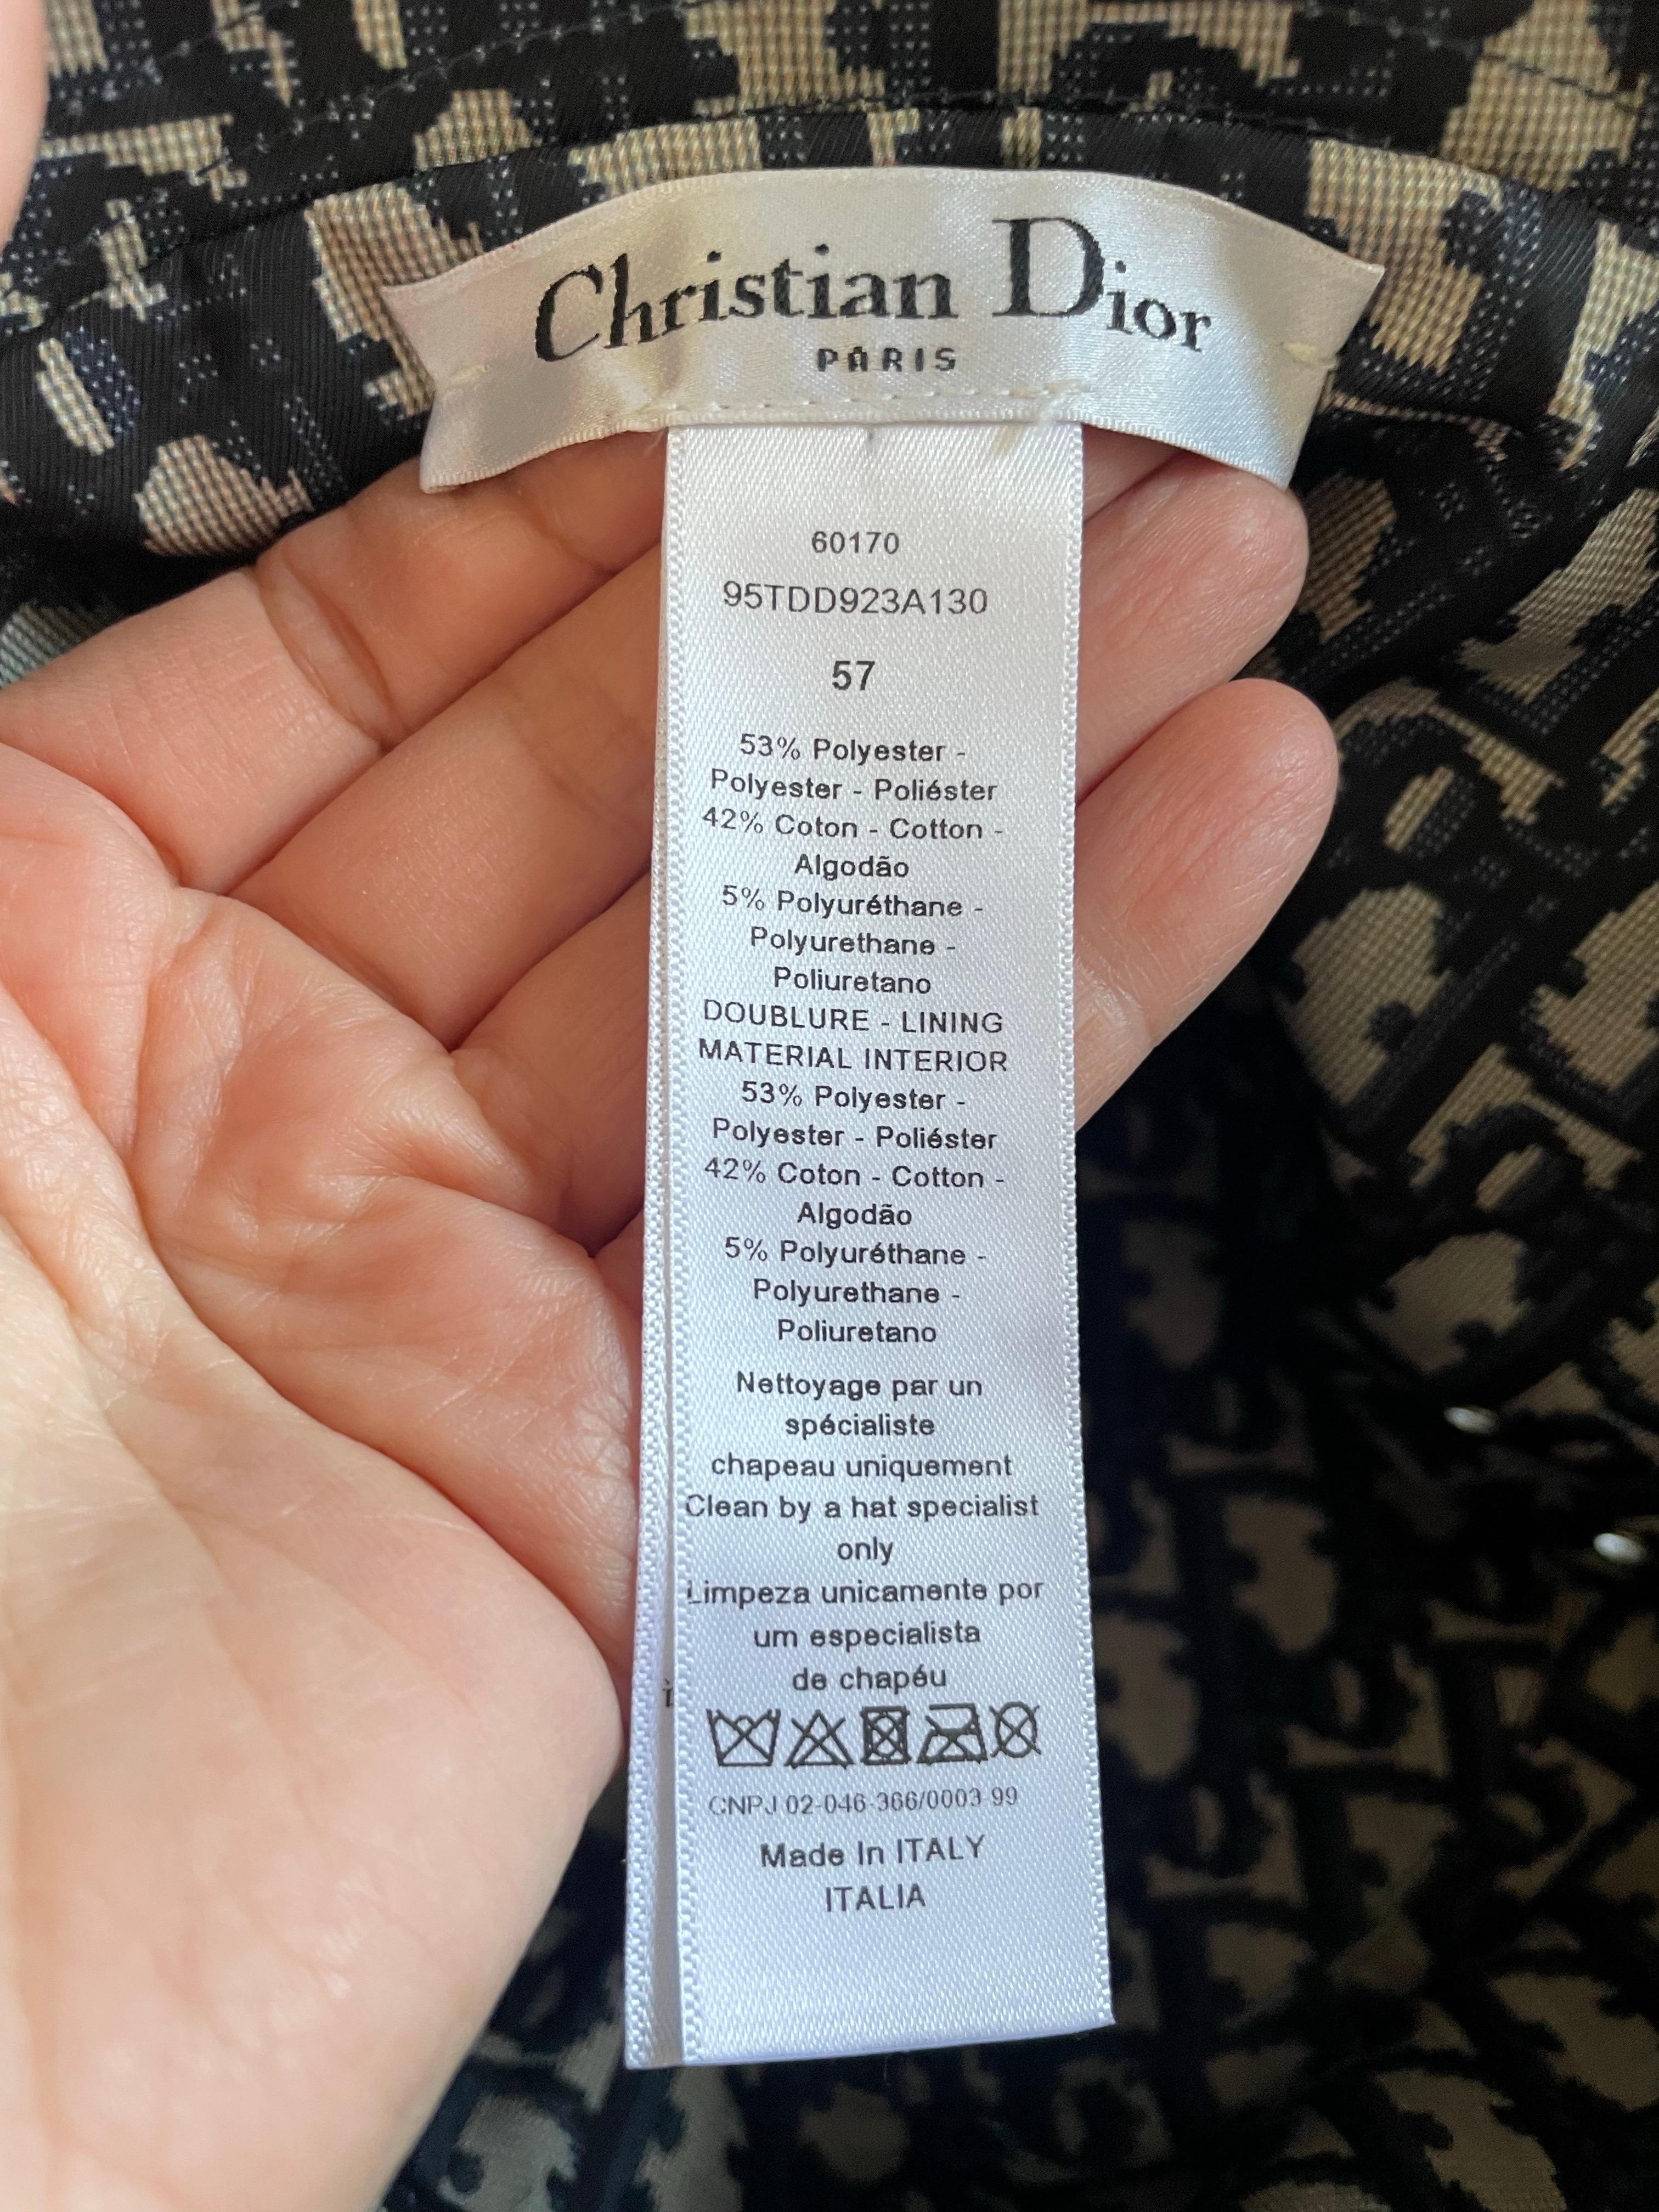 Christian Dior
PARIS
60170
95TDD923A130
57
53% Polyester -
Polyester - Poliéster
42% Coton - Cotton -
Algodão
5% Polyuréthane -
Polyurethane -
Poliuretano
DOUBLURE - LINING
MATERIAL INTERIOR
53% Polyester -
Polyester - Poliéster
42% Coton - Cotton -
Algodão
5% Polyuréthane -
Polyurethane -
Poliuretano
Nettoyage par un
spécialiste
chapeau uniquement
Clean by a hat specialist
only
Limpeza unicamente por
um especialista
de chapéu
CNPJ 02-046-366/0003-99
Made In ITALY
ITALIA